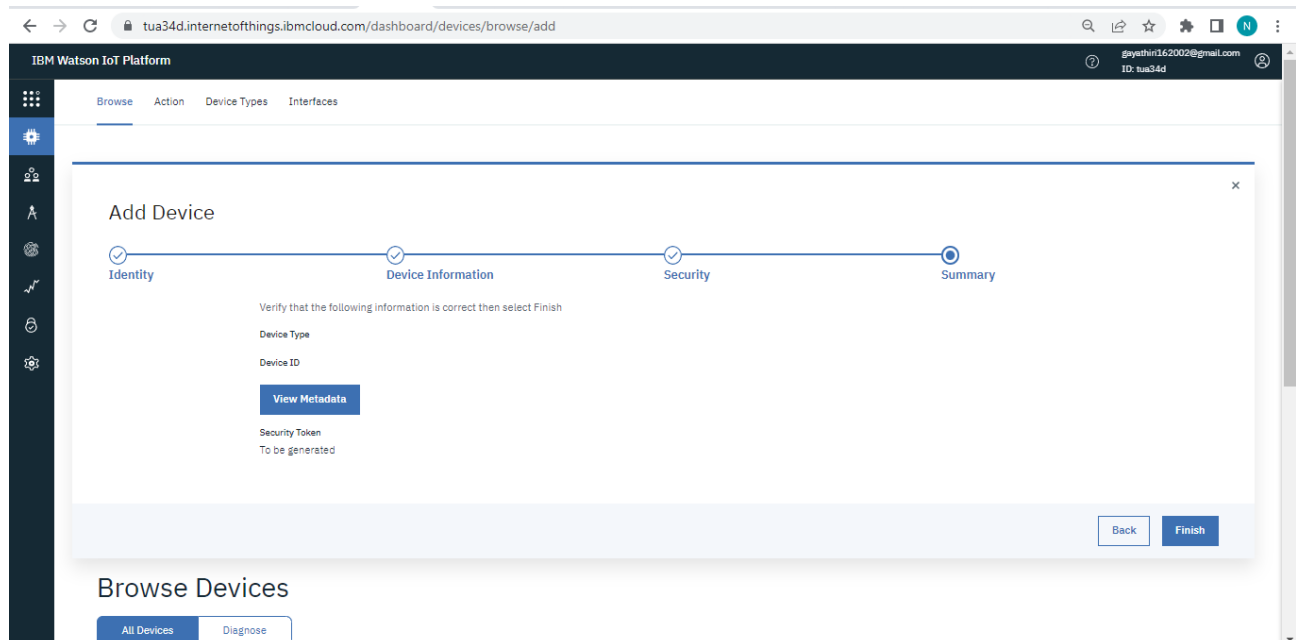 tua34d.internetofthings.ibmcloud.com/dashboard/devices/browse/add
N
IBM Watson IoT Platform
gayathiri162002@gmail.com
ID: tua34d
Browse Action Device Types Interfaces
Add Device
Identity Device Information Security Summary
Verify that the following information is correct then select Finish
Device Type
Device ID
View Metadata
Security Token
To be generated
Back Finish
Browse Devices
All Devices Diagnose